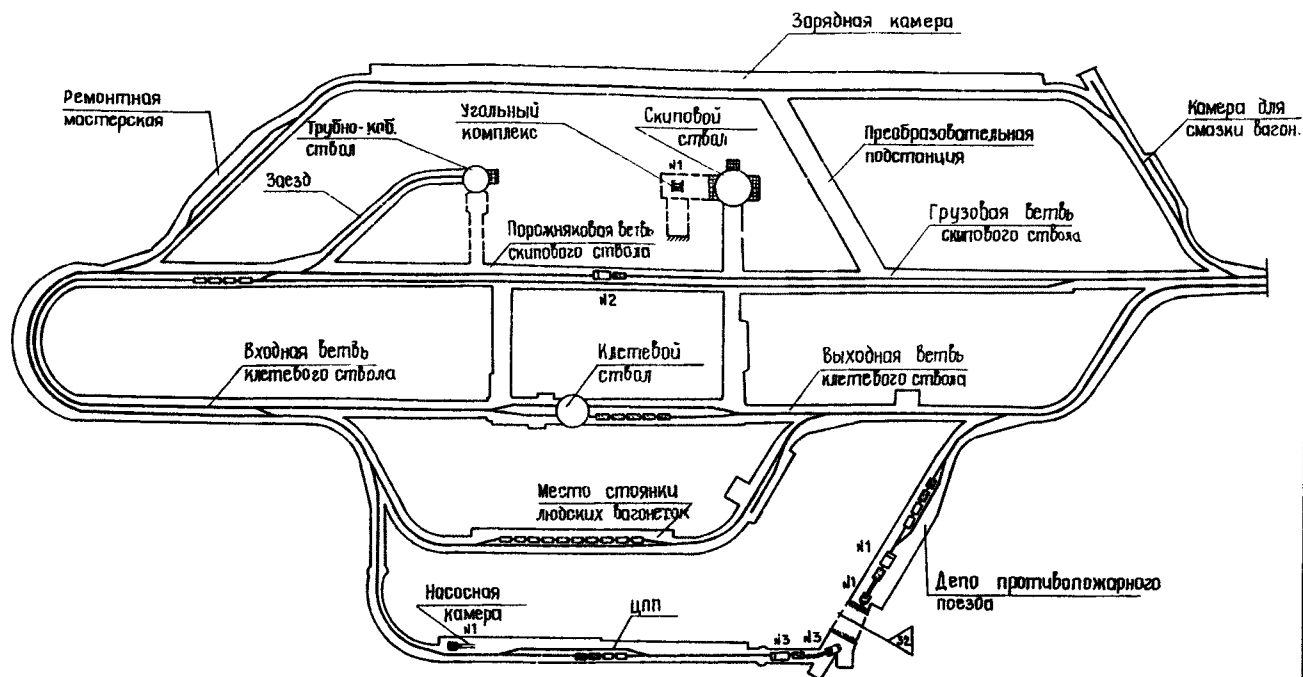 Зарядная камера
Ремонтная
мастерская
Трубно-каб.
ствол
Угальный
комплекс
Скиповой
ствол
Камера для
смазки вагон.
Преобразовательная
подстанция
Заезд
N1
Порожняковая ветвь
скипового ствола
Грузовая ветвь
скипового ствола
N2
Входная ветвь
клетевого ствола
Клетевой
ствол
Выходная ветвь
клетевого ствола
Место стоянки
людских вагонеток
N1
N1
Депо противопожарного
поезда
Насосная
камера
N1
ЦПП
N3
N3
32